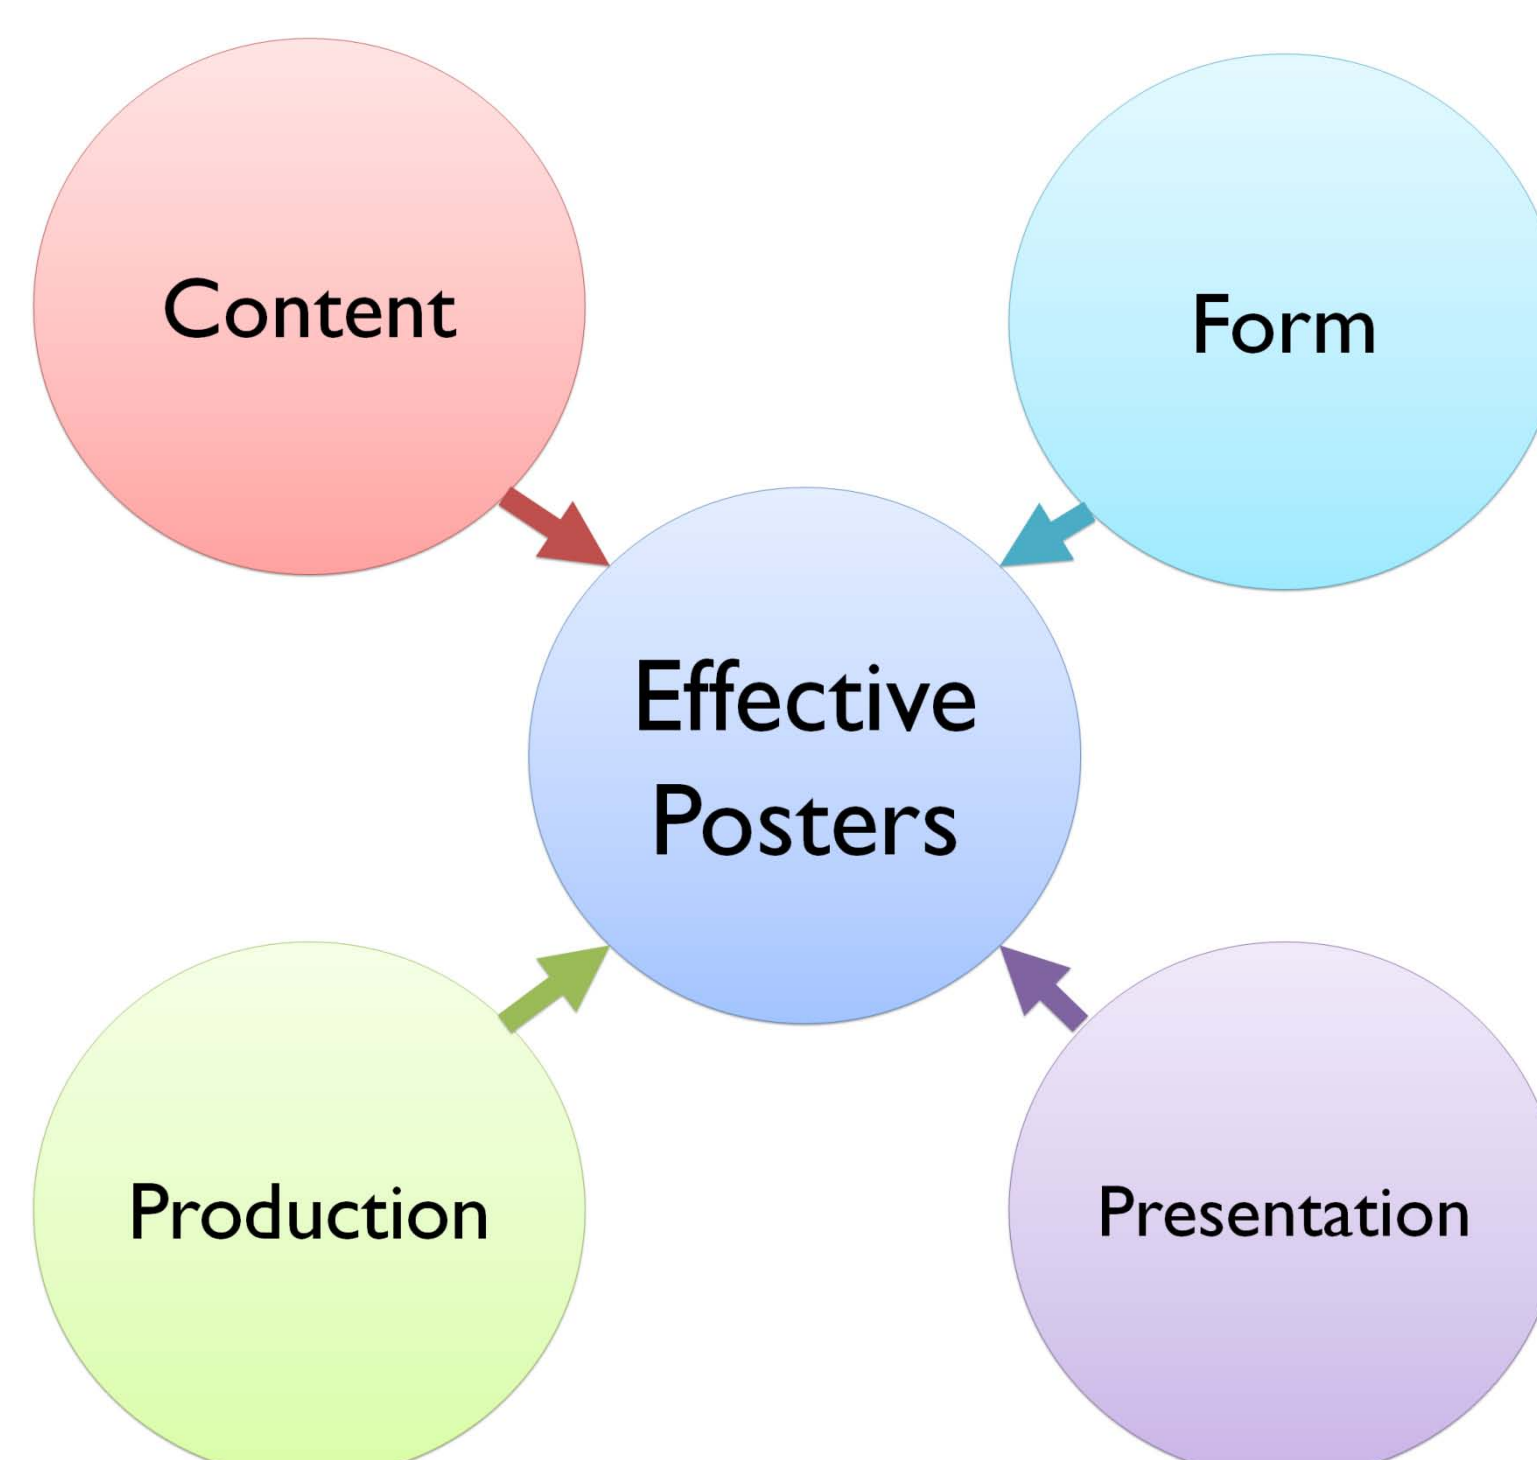 Content
Form
Effective
Posters
Production
Presentation